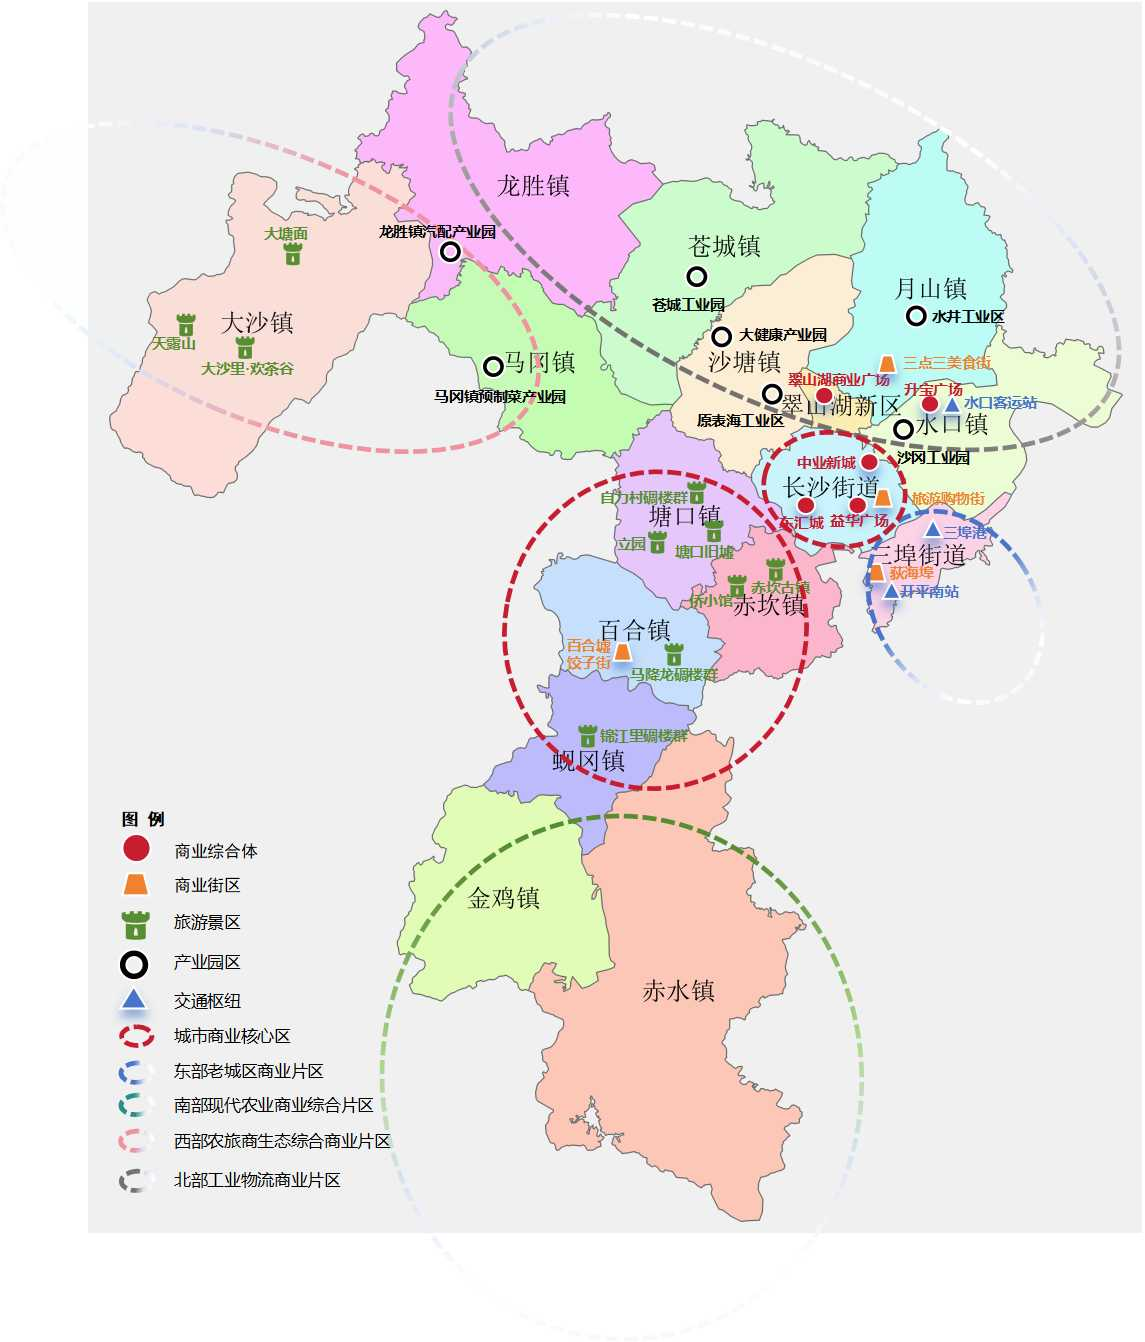 龙胜镇
大塘面
龙胜镇汽配产业园
苍城镇
月山镇
苍城工业园
水井工业区
天露山
大沙镇
大沙里·欢茶谷
大健康产业园
沙塘镇
马冈镇
马冈镇预制菜产业园
三点三美食街
翠山湖商业广场
升宝广场
水口客运站
翠山湖新区
原表海工业区
水口镇
沙冈工业园
中业新城
长沙街道
旅游购物街
东汇城
益华广场
自力村碉楼群
塘口镇
立园
塘口旧墟
三埠港
三埠街道
荻海埠
开平南站
赤坎古镇
侨小馆
赤坎镇
百合镇
百合墟
饺子街
马降龙碉楼群
锦江里碉楼群
蚬冈镇
金鸡镇
赤水镇
图 例
商业综合体
商业街区
旅游景区
产业园区
交通枢纽
城市商业核心区
东部老城区商业片区
南部现代农业商业综合片区
西部农旅商生态综合商业片区
北部工业物流商业片区